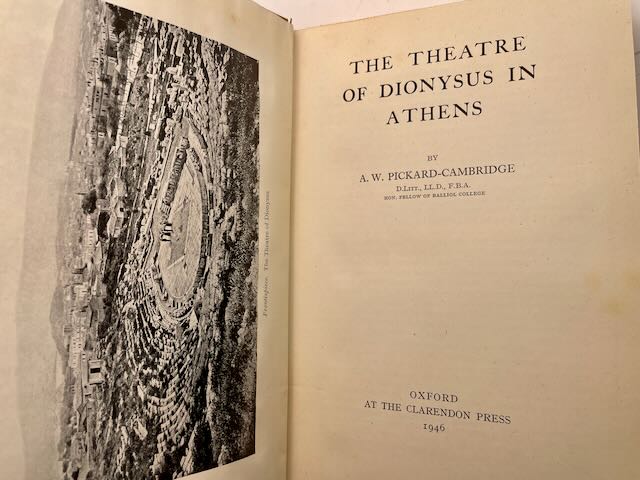 Frontispiece. The Theatre of Dionysus
THE THEATRE
OF DIONYSUS IN
ATHENS
BY
A. W. PICKARD-CAMBRIDGE
D.LITT., LL.D., F.B.A.
HON. FELLOW OF BALLIOL COLLEGE
OXFORD
AT THE CLARENDON PRESS
1946